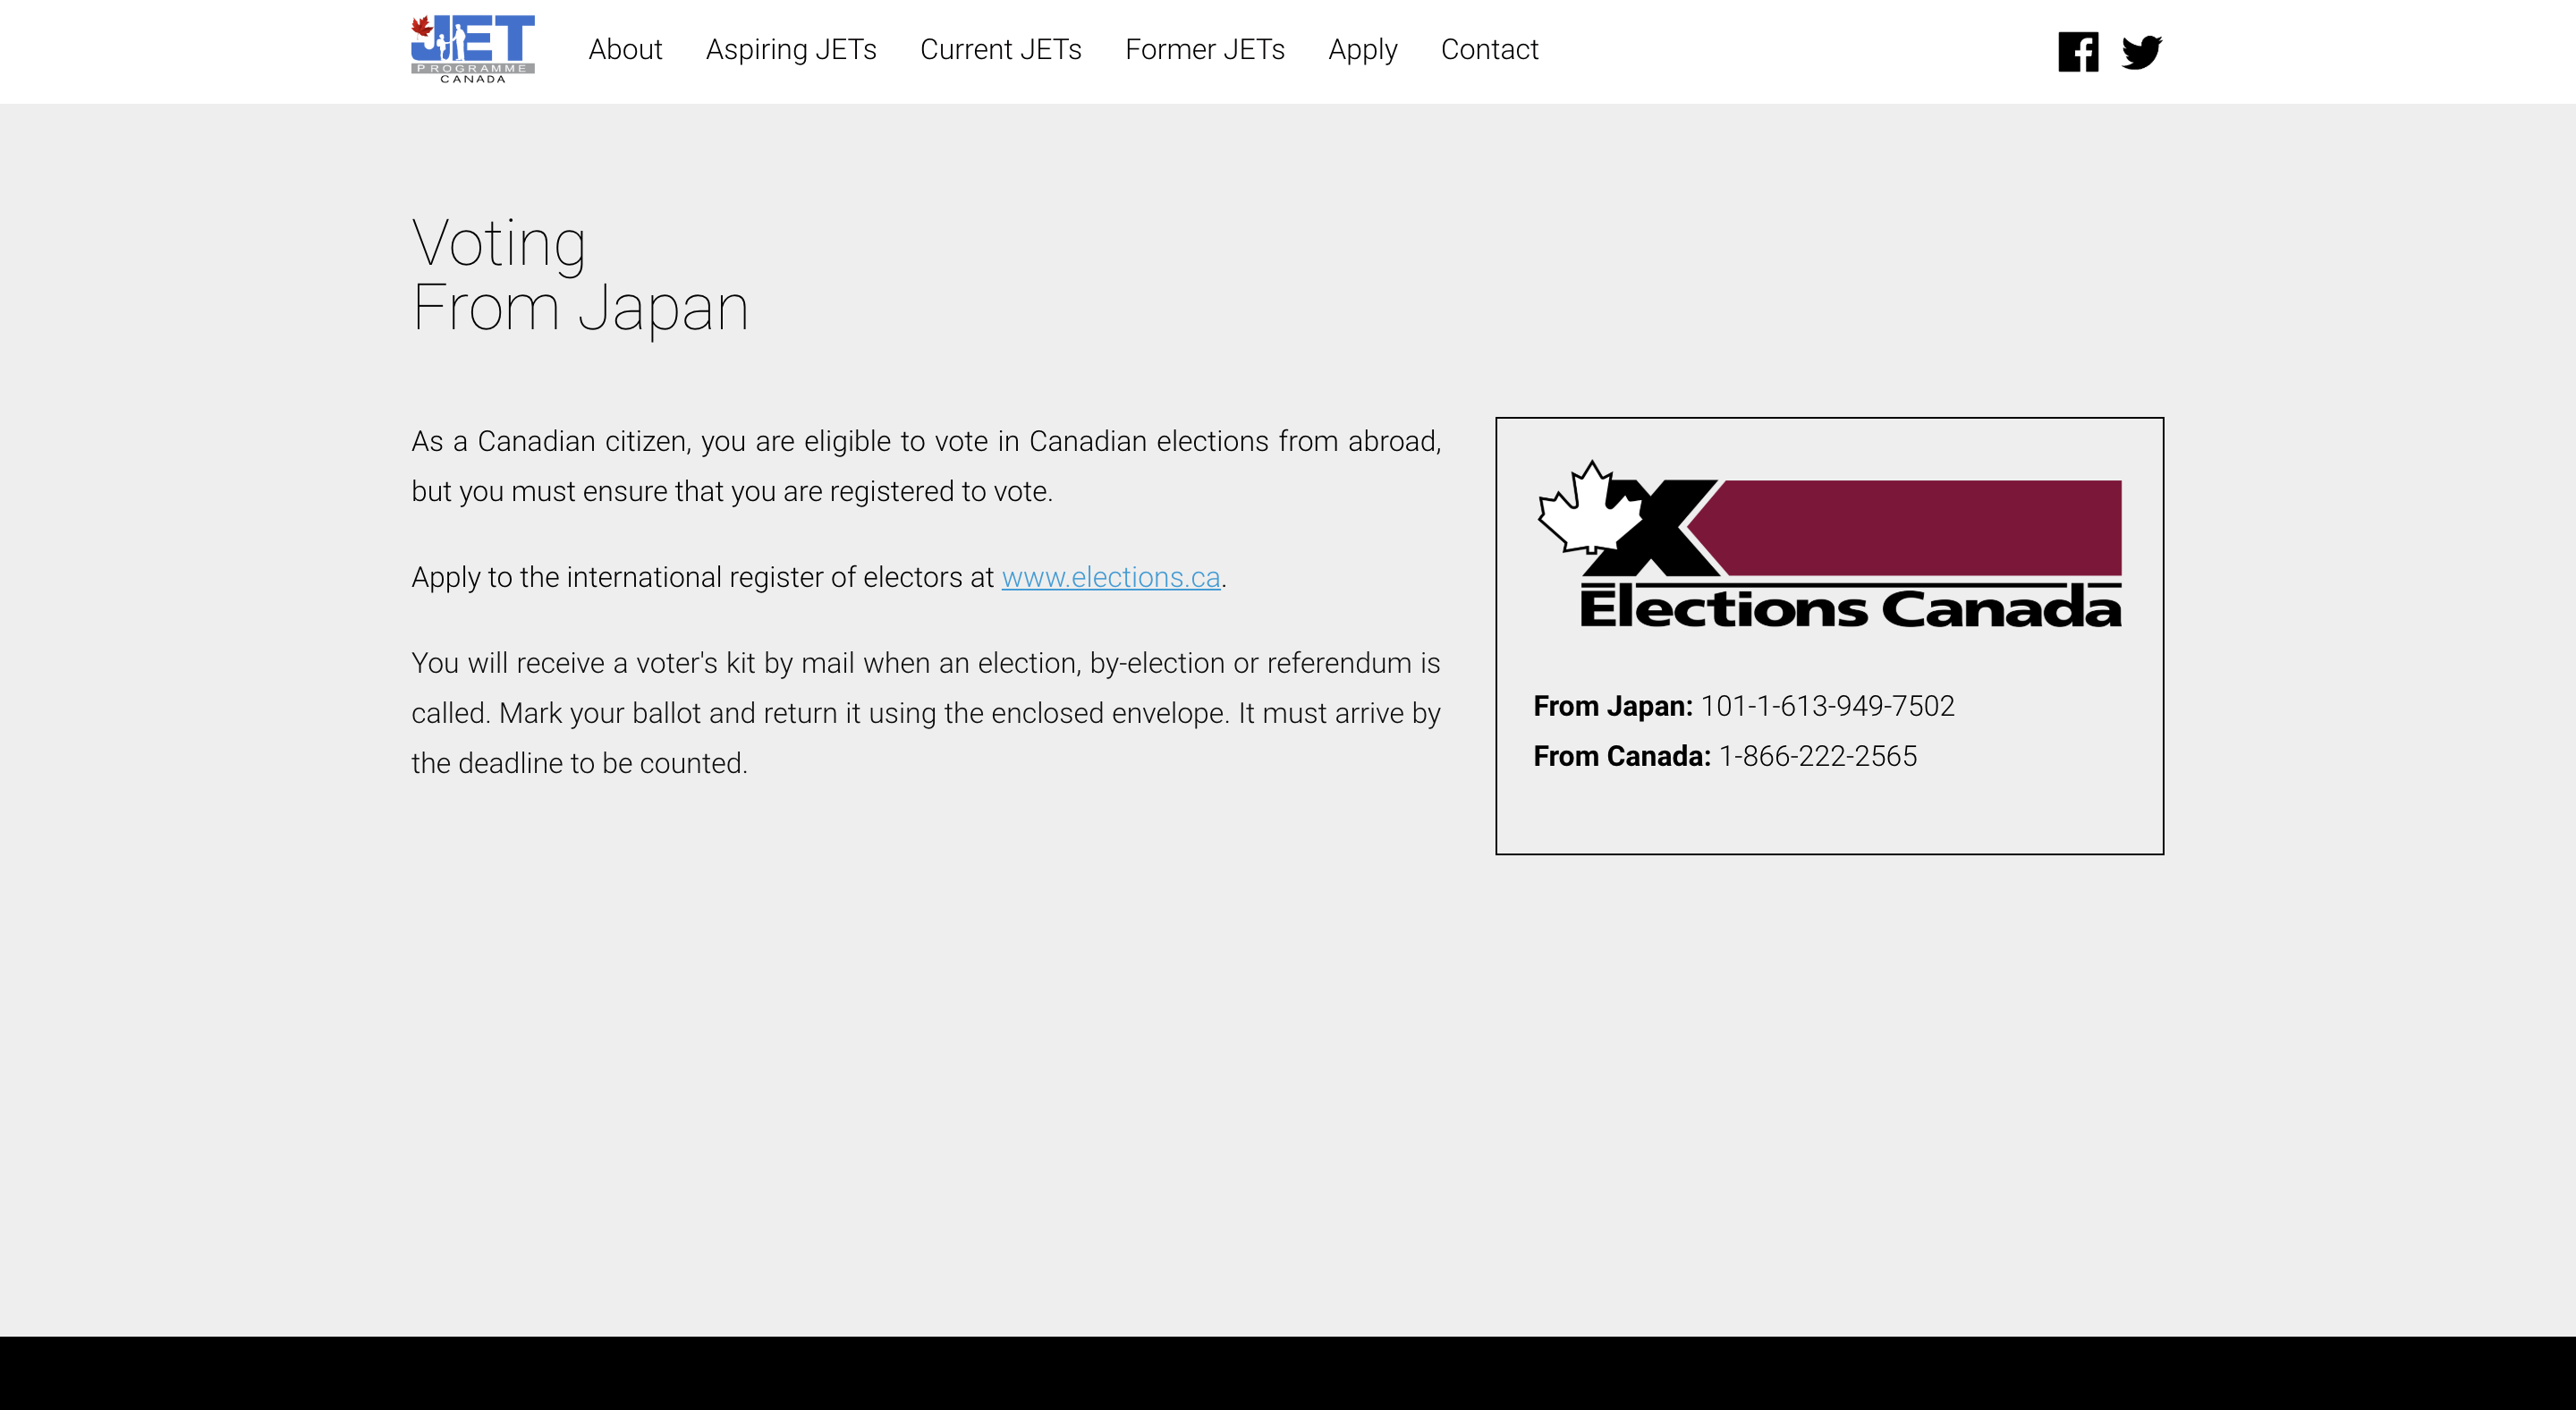 JET
PROGRAMME
CANADA
About
Aspiring JETs
Current JETs
Former JETs
Apply
Contact
Voting
From Japan
As a Canadian citizen, you are eligible to vote in Canadian elections from abroad,
but you must ensure that you are registered to vote.
Apply to the international register of electors at www.elections.ca.
You will receive a voter's kit by mail when an election, by-election or referendum is
called. Mark your ballot and return it using the enclosed envelope. It must arrive by
the deadline to be counted.
Elections Canada
From Japan: 101-1-613-949-7502
From Canada: 1-866-222-2565